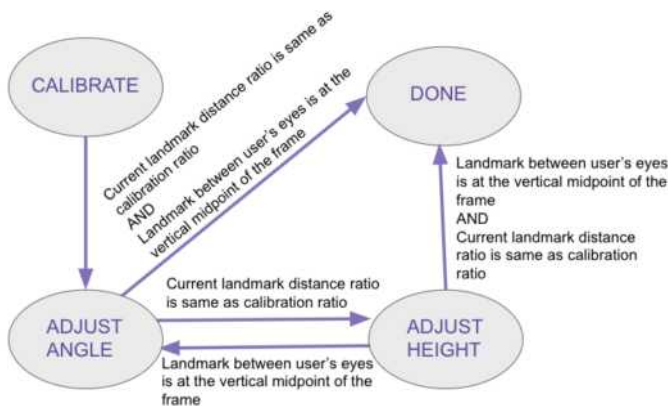 CALIBRATE
DONE
Current landmark distance ratio is same as
calibration ratio
AND
Landmark between user's eyes is at the
vertical midpoint of the frame
Landmark between user's eyes
is at the vertical midpoint of the
frame
AND
Current landmark distance
ratio is same as calibration
ratio
Current landmark distance ratio
is same as calibration ratio
ADJUST
ANGLE
ADJUST
HEIGHT
Landmark between user's eyes
is at the vertical midpoint of the
frame